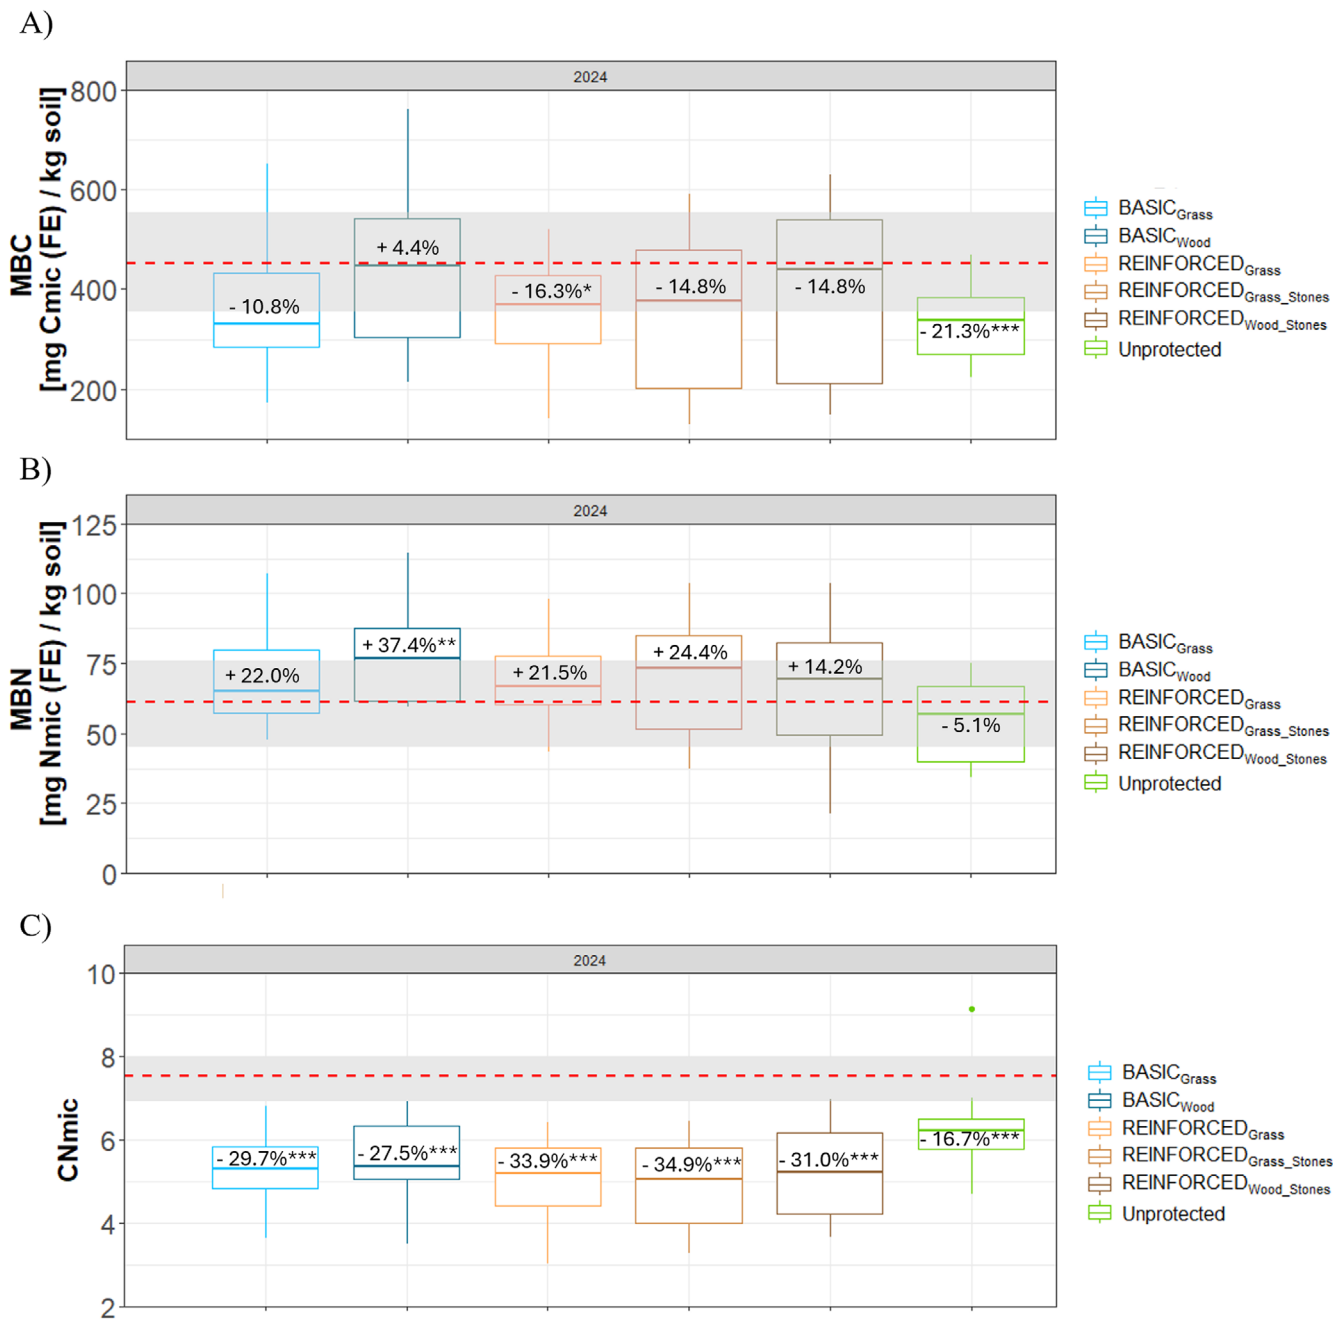 A)
2024
MBC
[mg Cmic (FE) / kg soil]
800
600
400
200
- 10.8%
+ 4.4%
- 16.3%*
- 14.8%
- 14.8%
- 21.3%***
BASICGrass
BASICWood
REINFORCEDGrass
REINFORCEDGrass_Stones
REINFORCEDWood_Stones
Unprotected
B)
2024
MBN
[mg Nmic (FE) / kg soil]
125
100
75
50
25
0
+ 22.0%
+ 37.4%**
+ 21.5%
+ 24.4%
+ 14.2%
- 5.1%
BASICGrass
BASICWood
REINFORCEDGrass
REINFORCEDGrass_Stones
REINFORCEDWood_Stones
Unprotected
C)
2024
CNmic
10
8
6
4
2
- 29.7%***
- 27.5%***
- 33.9%***
- 34.9%***
- 31.0%***
- 16.7%***
BASICGrass
BASICWood
REINFORCEDGrass
REINFORCEDGrass_Stones
REINFORCEDWood_Stones
Unprotected